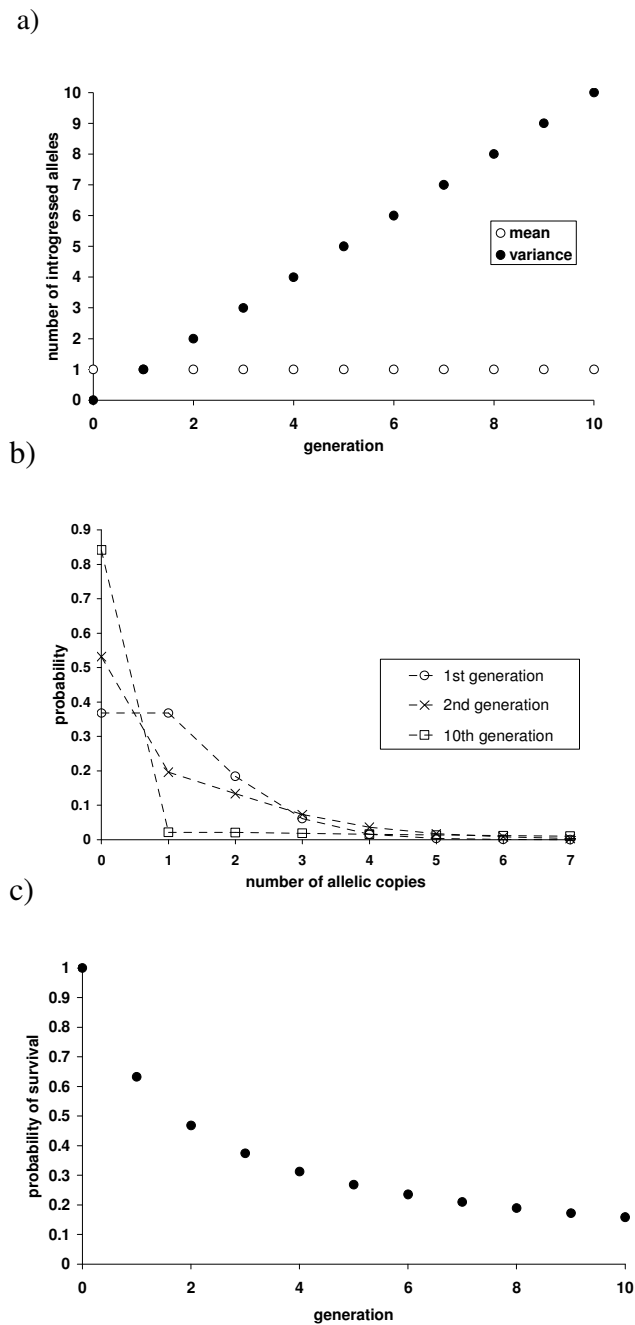 a)
number of introgressed alleles
10
9
8
7
6
5
4
3
2
1
0
mean
variance
0 2 4 6 8 10
generation
b)
probability
0.9
0.8
0.7
0.6
0.5
0.4
0.3
0.2
0.1
0
1st generation
2nd generation
10th generation
0 1 2 3 4 5 6 7
number of allelic copies
c)
probability of survival
1
0.9
0.8
0.7
0.6
0.5
0.4
0.3
0.2
0.1
0
0 2 4 6 8 10
generation